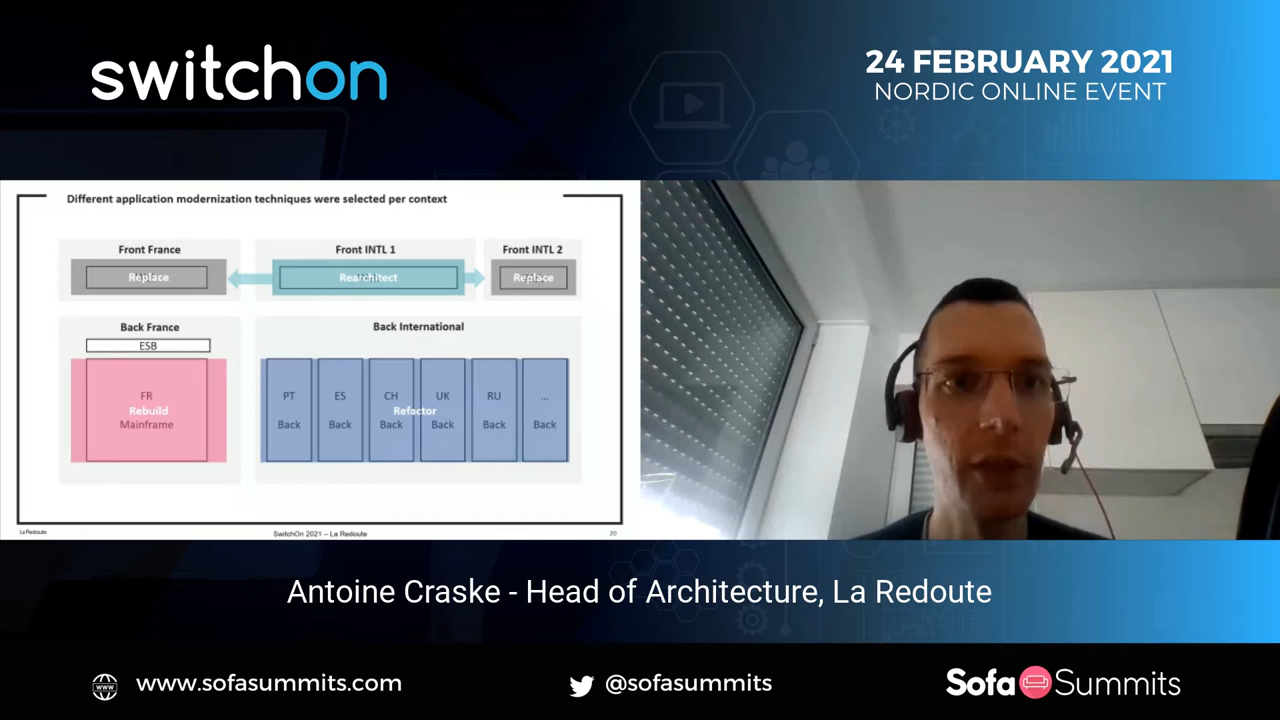 switchon
24 FEBRUARY 2021
NORDIC ONLINE EVENT
Different application modernization techniques were selected per context
Front France
Front INTL 1
Front INTL 2
Replace
Rearchitect
Replace
Back France
Back International
ESB
FR
Rebuild
Mainframe
PT ES CH UK RU ...
Refactor
Back Back Back Back Back Back
La Redoute
SwitchOn 2021 – La Redoute
20
Antoine Craske - Head of Architecture, La Redoute
www.sofasummits.com
@sofasummits
Sofa Summits